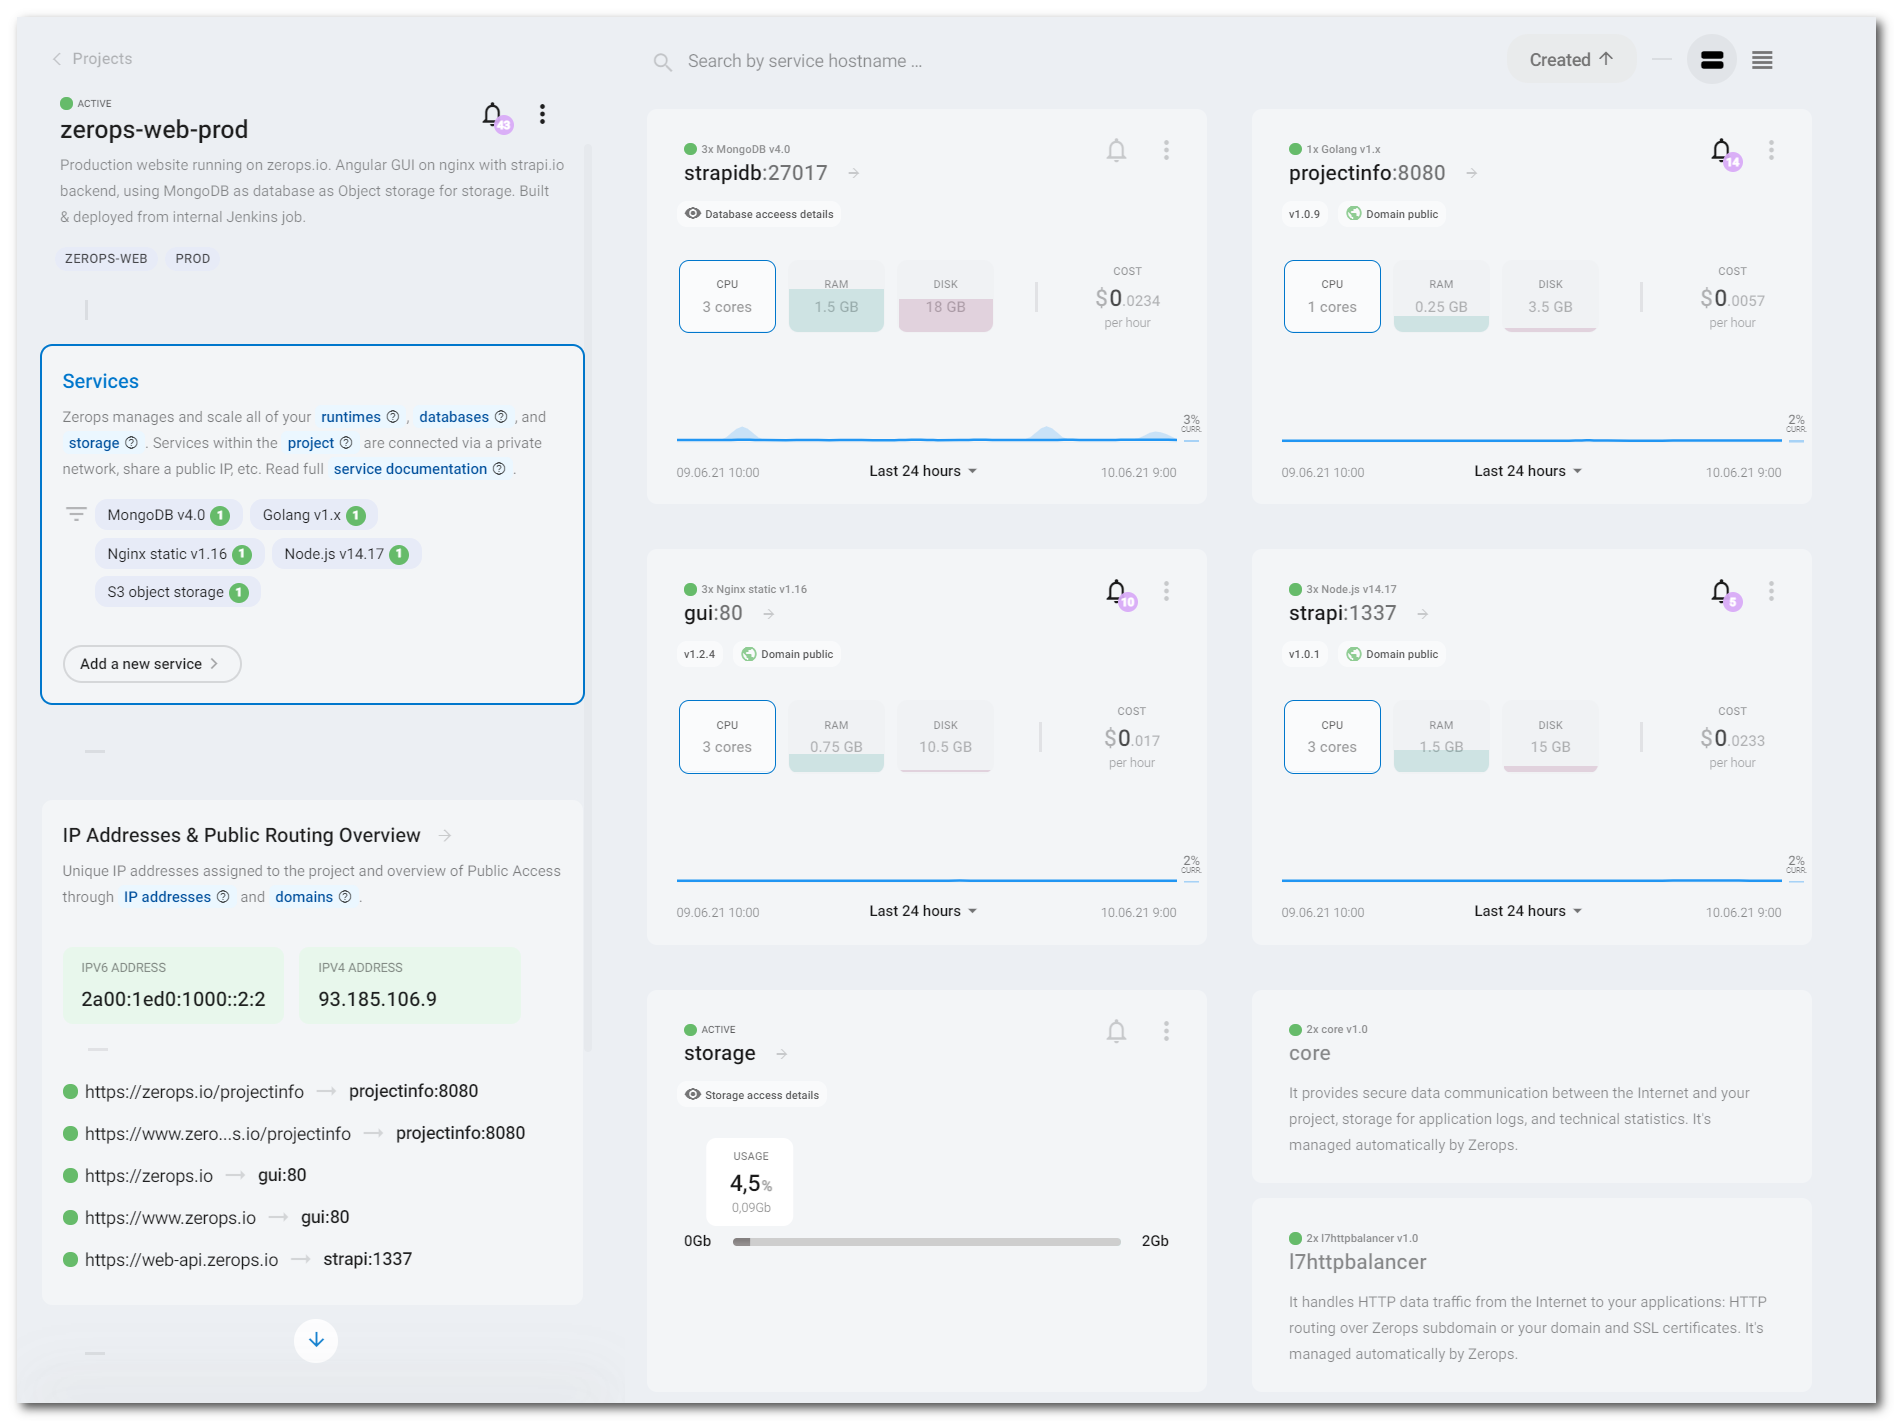 Projects
ACTIVE
zerops-web-prod
43
Production website running on zerops.io. Angular GUI on nginx with strapi.io
backend, using MongoDB as database as Object storage for storage. Built
& deployed from internal Jenkins job.
ZEROPS-WEB PROD
Services
Zerops manages and scale all of your runtimes ? , databases ? , and
storage ? . Services within the project ? are connected via a private
network, share a public IP, etc. Read full service documentation ? .
MongoDB v4.0 1 Golang v1.x 1
Nginx static v1.16 1 Node.js v14.17 1
S3 object storage 1
Add a new service
IP Addresses & Public Routing Overview →
Unique IP addresses assigned to the project and overview of Public Access
through IP addresses ? and domains ? .
IPV6 ADDRESS
2a00:1ed0:1000::2:2
IPV4 ADDRESS
93.185.106.9
https://zerops.io/projectinfo → projectinfo:8080
https://www.zero...s.io/projectinfo → projectinfo:8080
https://zerops.io → gui:80
https://www.zerops.io → gui:80
https://web-api.zerops.io → strapi:1337
Search by service hostname ...
Created ↑
3x MongoDB v4.0
strapidb:27017 →
Database acceess details
CPU
3 cores
RAM
1.5 GB
DISK
18 GB
COST
$0.0234
per hour
3%
CURR.
09.06.21 10:00 Last 24 hours 10.06.21 9:00
1x Golang v1.x
projectinfo:8080 →
14
v1.0.9 Domain public
CPU
1 cores
RAM
0.25 GB
DISK
3.5 GB
COST
$0.0057
per hour
2%
CURR.
09.06.21 10:00 Last 24 hours 10.06.21 9:00
3x Nginx static v1.16
gui:80 →
10
v1.2.4 Domain public
CPU
3 cores
RAM
0.75 GB
DISK
10.5 GB
COST
$0.017
per hour
2%
CURR.
09.06.21 10:00 Last 24 hours 10.06.21 9:00
3x Node.js v14.17
strapi:1337 →
5
v1.0.1 Domain public
CPU
3 cores
RAM
1.5 GB
DISK
15 GB
COST
$0.0233
per hour
2%
CURR.
09.06.21 10:00 Last 24 hours 10.06.21 9:00
ACTIVE
storage →
Storage access details
USAGE
4,5%
0,09Gb
0Gb 2Gb
2x core v1.0
core
It provides secure data communication between the Internet and your
project, storage for application logs, and technical statistics. It's
managed automatically by Zerops.
2x l7httpbalancer v1.0
l7httpbalancer
It handles HTTP data traffic from the Internet to your applications: HTTP
routing over Zerops subdomain or your domain and SSL certificates. It's
managed automatically by Zerops.